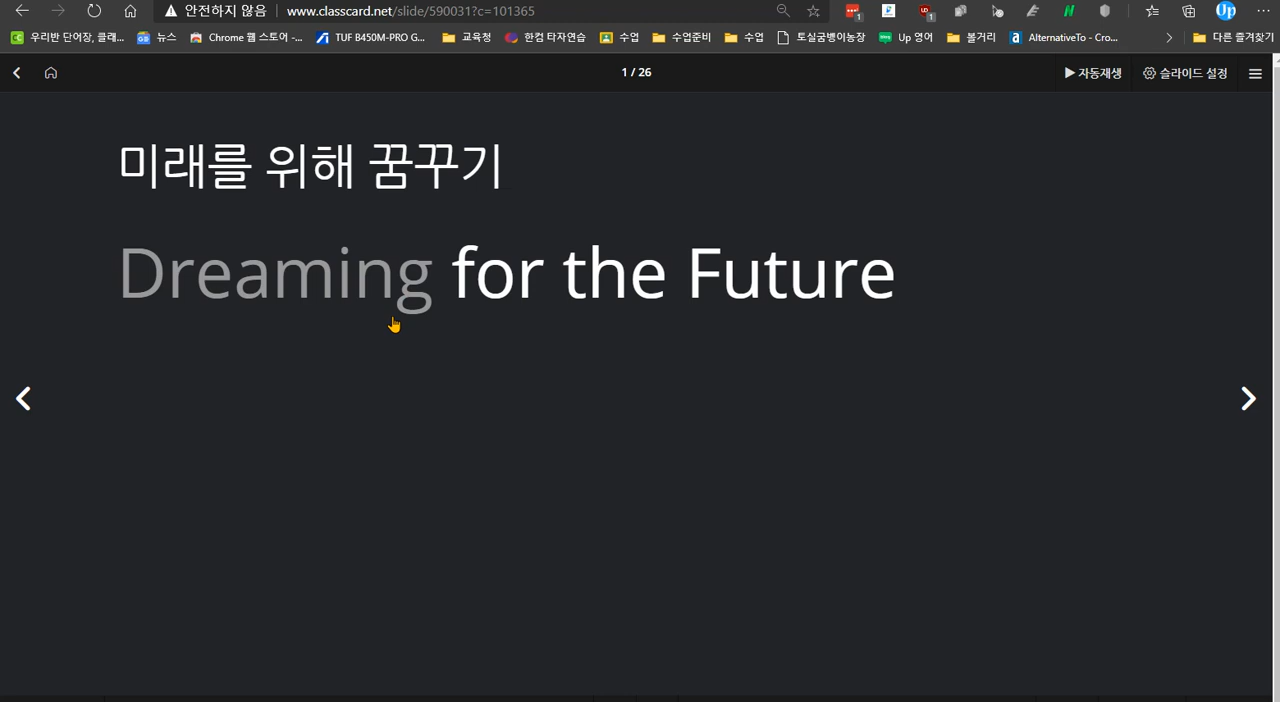 안전하지 않음 www.classcard.net/slide/590031?c=101365
우리반 단어장, 클래... 뉴스 Chrome 웹 스토어 -... TUF B450M-PRO G... 교육청 한컴 타자연습 수업 수업준비 수업 토실굼벵이농장 Up 영어 볼거리 AlternativeTo - Cro... 다른 즐겨찾기
1 / 26 자동재생 슬라이드 설정
미래를 위해 꿈꾸기
Dreaming for the Future